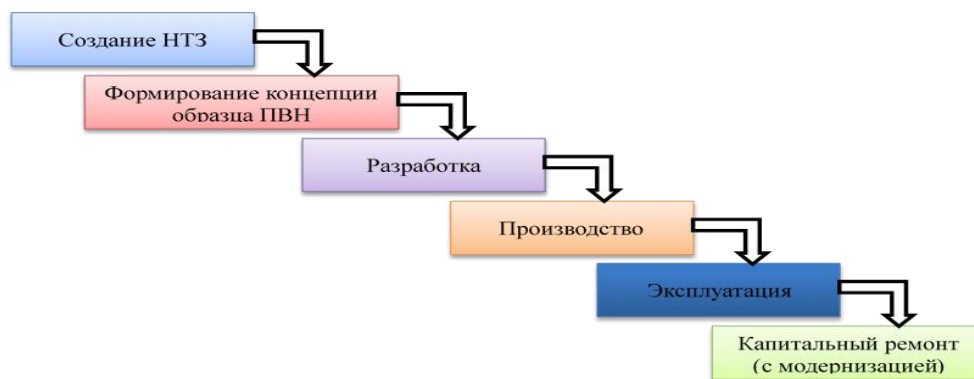 Создание НТЗ
Формирование концепции
образца ПВН
Разработка
Производство
Эксплуатация
Капитальный ремонт
(с модернизацией)